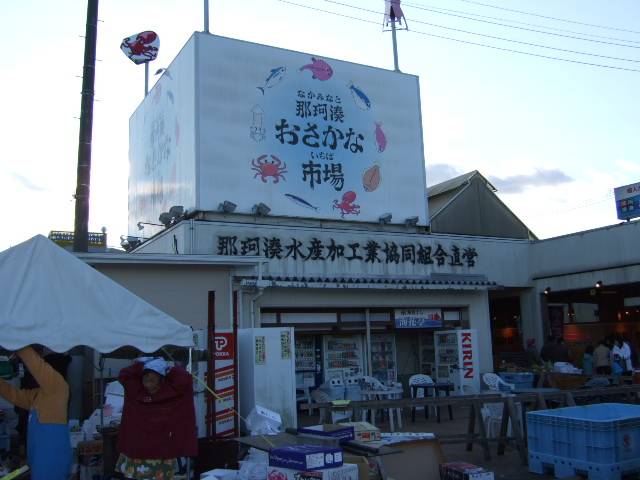 なかみなと
那珂湊
おさかな
いちば
市場
那珂湊水産加工業協同組合直営
POKKA
KIRIN